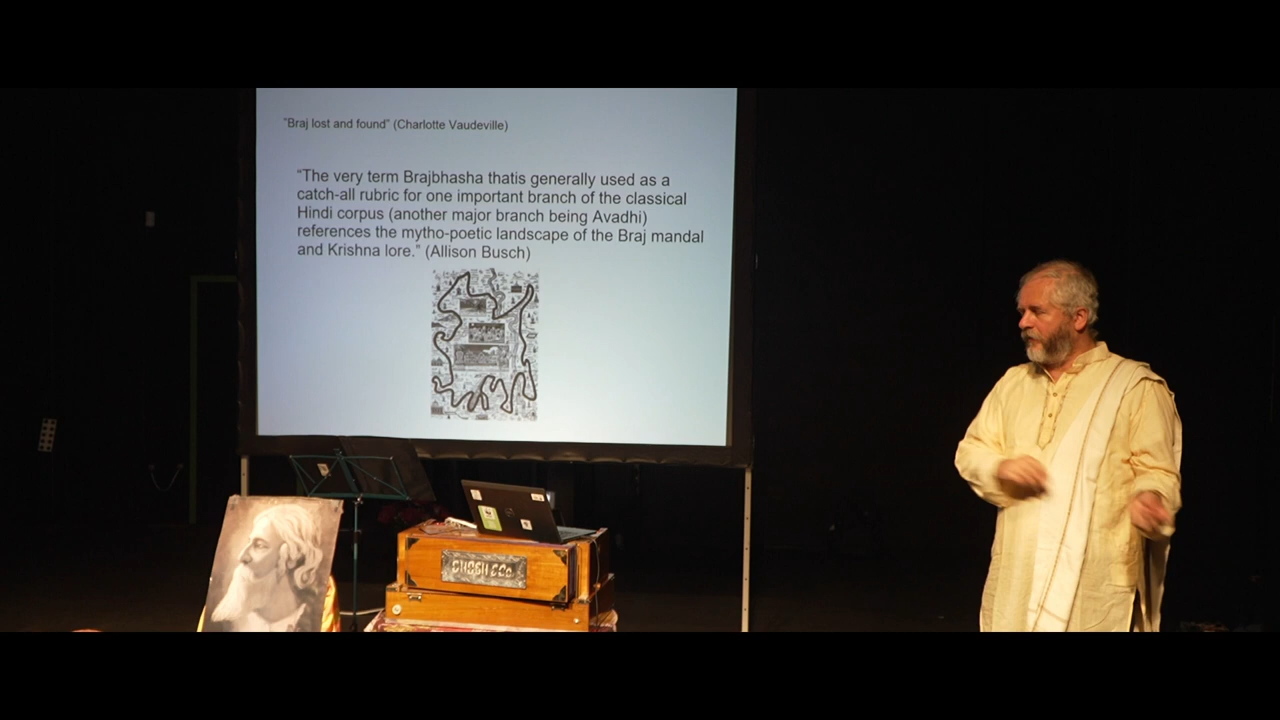 "Braj lost and found" (Charlotte Vaudeville)
“The very term Brajbhasha thatis generally used as a
catch-all rubric for one important branch of the classical
Hindi corpus (another major branch being Avadhi)
references the mytho-poetic landscape of the Braj mandal
and Krishna lore.” (Allison Busch)